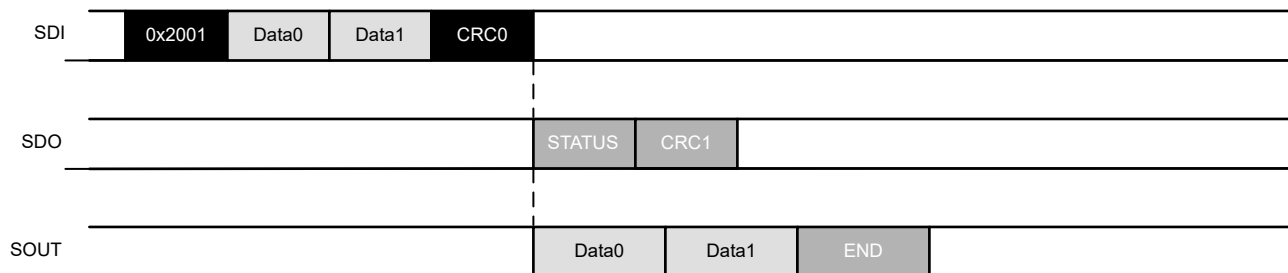 SDI 0x2001 Data0 Data1 CRC0
SDO STATUS CRC1
SOUT Data0 Data1 END